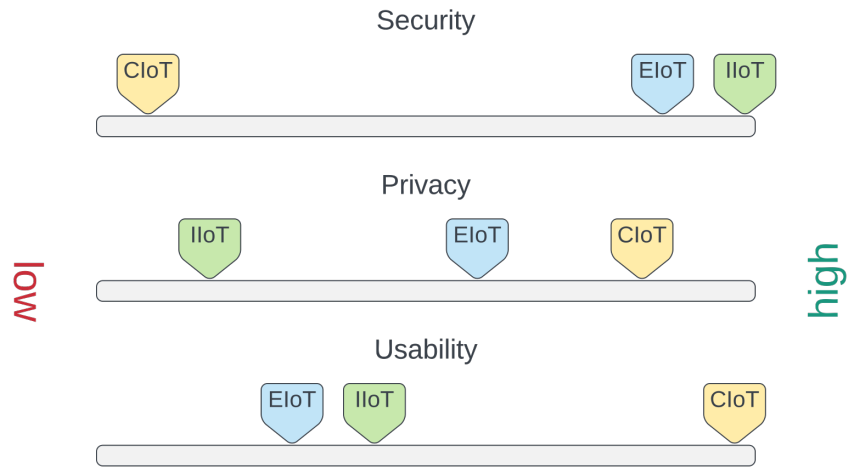 Security
CIoT
EIoT
IIoT
Privacy
IIoT
EIoT
CIoT
low
high
Usability
EIoT
IIoT
CIoT